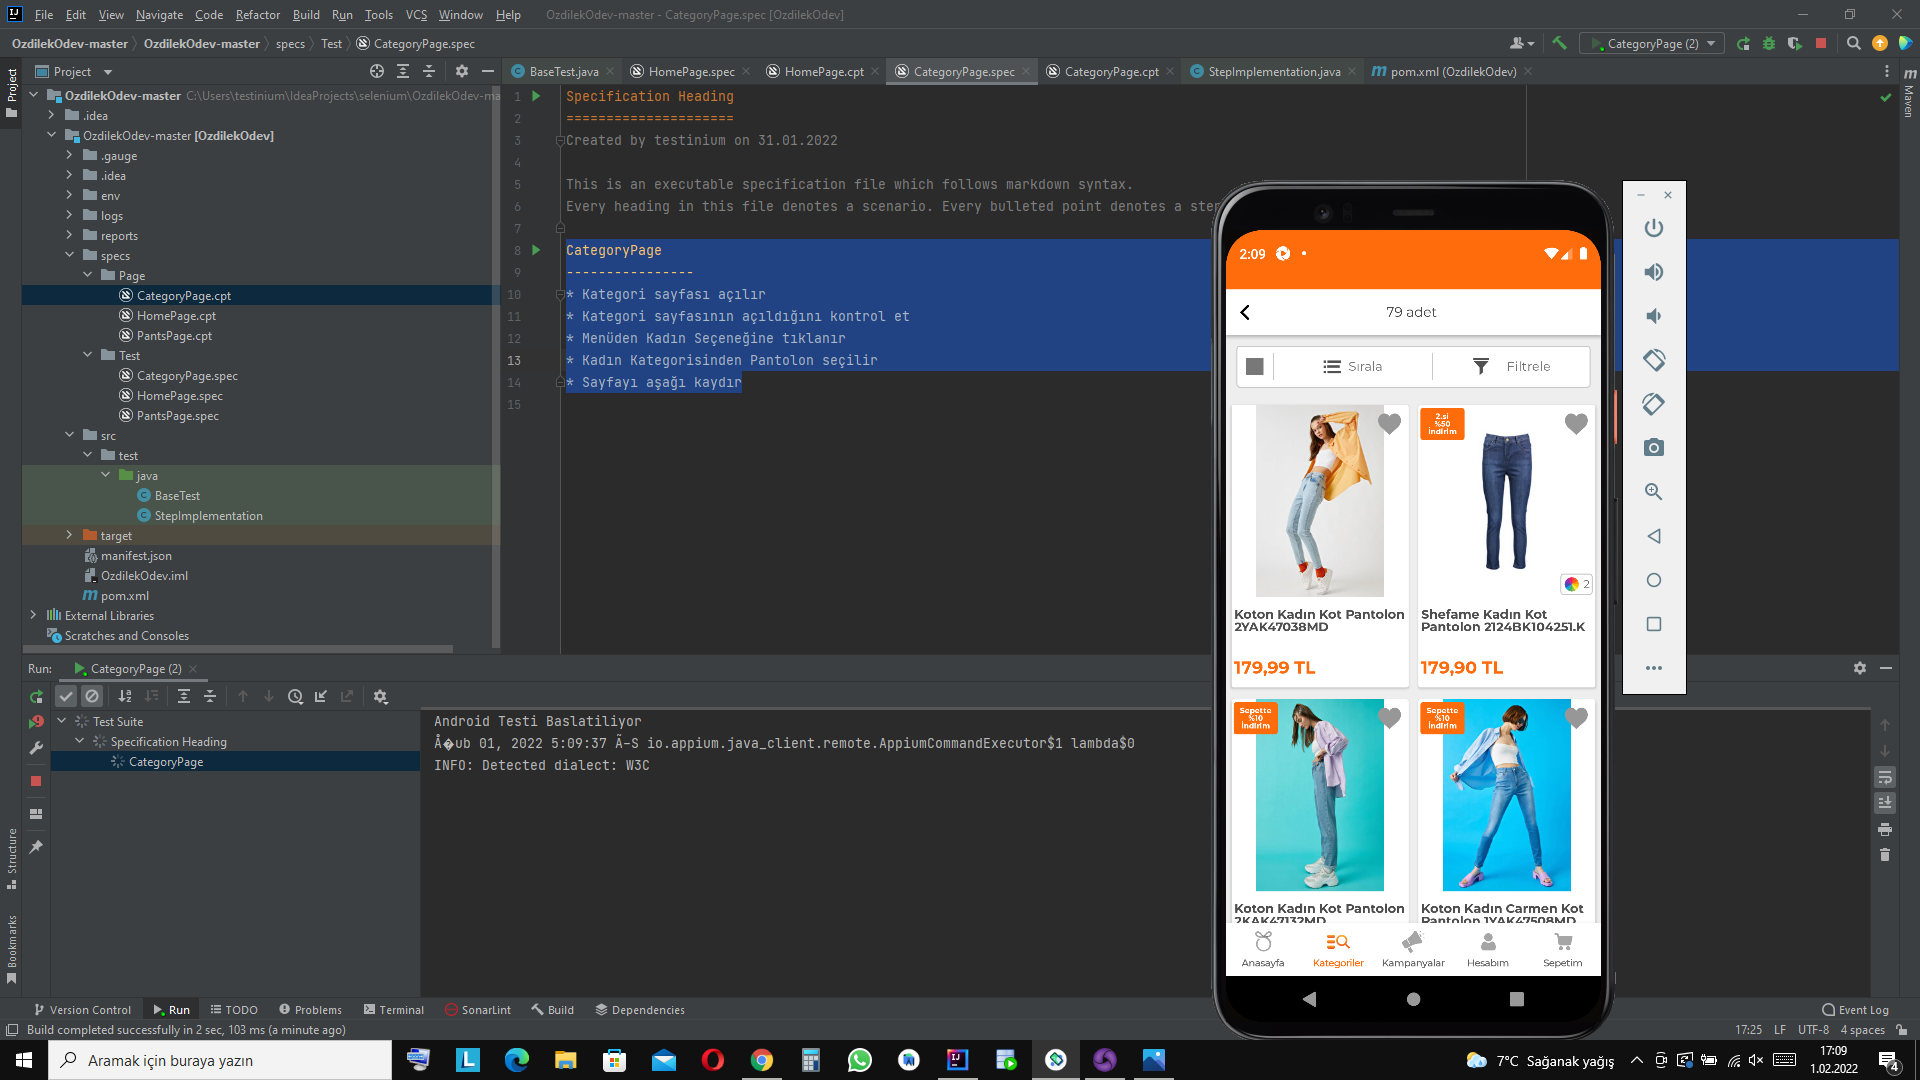 File Edit View Navigate Code Refactor Build Run Tools VCS Window Help OzdilekOdev-master - CategoryPage.spec [OzdilekOdev]
OzdilekOdev-master OzdilekOdev-master specs Test CategoryPage.spec
CategoryPage (2)
Project
BaseTest.java HomePage.spec HomePage.cpt CategoryPage.spec CategoryPage.cpt StepImplementation.java pom.xml (OzdilekOdev)
Project
Maven
OzdilekOdev-master C:\Users\testinium\IdeaProjects\selenium\OzdilekOdev-ma
.idea
OzdilekOdev-master [OzdilekOdev]
.gauge
.idea
env
logs
reports
specs
Page
CategoryPage.cpt
HomePage.cpt
PantsPage.cpt
Test
CategoryPage.spec
HomePage.spec
PantsPage.spec
src
test
java
BaseTest
StepImplementation
target
manifest.json
OzdilekOdev.iml
pom.xml
External Libraries
Scratches and Consoles
1 Specification Heading
2 =====================
3 Created by testinium on 31.01.2022
4
5 This is an executable specification file which follows markdown syntax.
6 Every heading in this file denotes a scenario. Every bulleted point denotes a ste
7
8 CategoryPage
9 ----------------
10 * Kategori sayfası açılır
11 * Kategori sayfasının açıldığını kontrol et
12 * Menüden Kadın Seçeneğine tıklanır
13 * Kadın Kategorisinden Pantolon seçilir
14 * Sayfayı aşağı kaydır
15
2:09
79 adet
Sırala Filtrele
2.si
%50
indirim
2
Koton Kadın Kot Pantolon
2YAK47038MD
179,99 TL
Shefame Kadın Kot
Pantolon 2124BK104251.K
179,90 TL
Sepette
%10
İndirim
Sepette
%10
İndirim
Koton Kadın Kot Pantolon
2KAK47132MD
Koton Kadın Carmen Kot
Pantolon 1YAK47508MD
Anasayfa Kategoriler Kampanyalar Hesabım Sepetim
Run: CategoryPage (2)
Test Suite
Specification Heading
CategoryPage
Android Testi Baslatiliyor
Å�ub 01, 2022 5:09:37 Ã-S io.appium.java_client.remote.AppiumCommandExecutor$1 lambda$0
INFO: Detected dialect: W3C
Structure
Bookmarks
Version Control Run TODO Problems Terminal SonarLint Build Dependencies Event Log
Build completed successfully in 2 sec, 103 ms (a minute ago) 17:25 LF UTF-8 4 spaces
Aramak için buraya yazın
7°C Sağanak yağış
17:09
1.02.2022
4